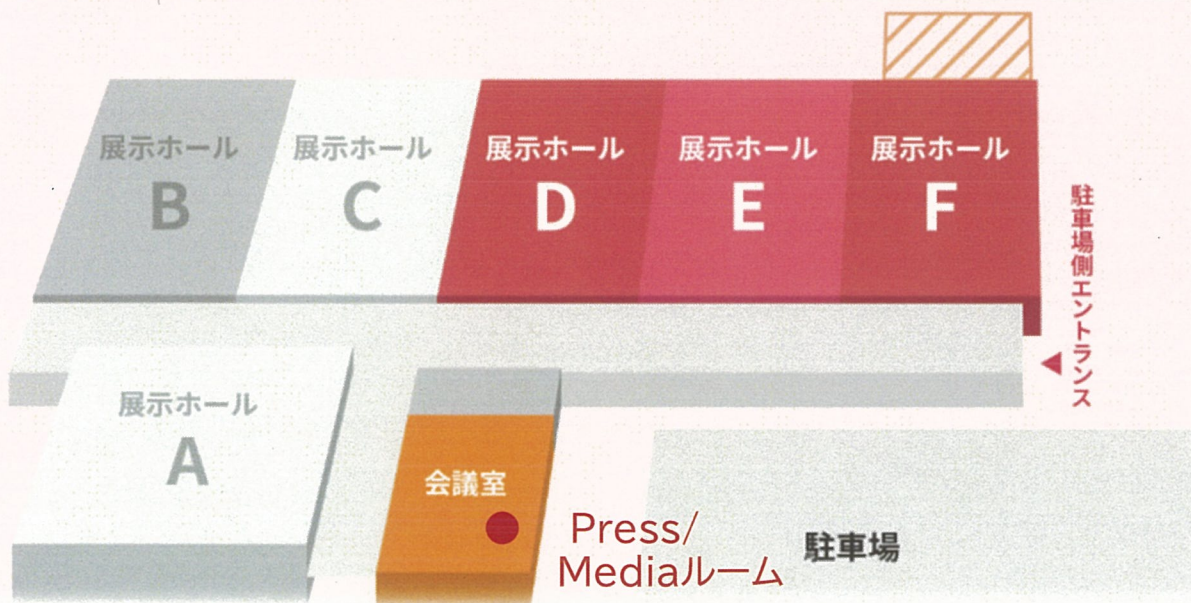 展示ホール
B
展示ホール
C
展示ホール
D
展示ホール
E
展示ホール
F
駐車場側エントランス
展示ホール
A
会議室
Press/
Mediaルーム
駐車場